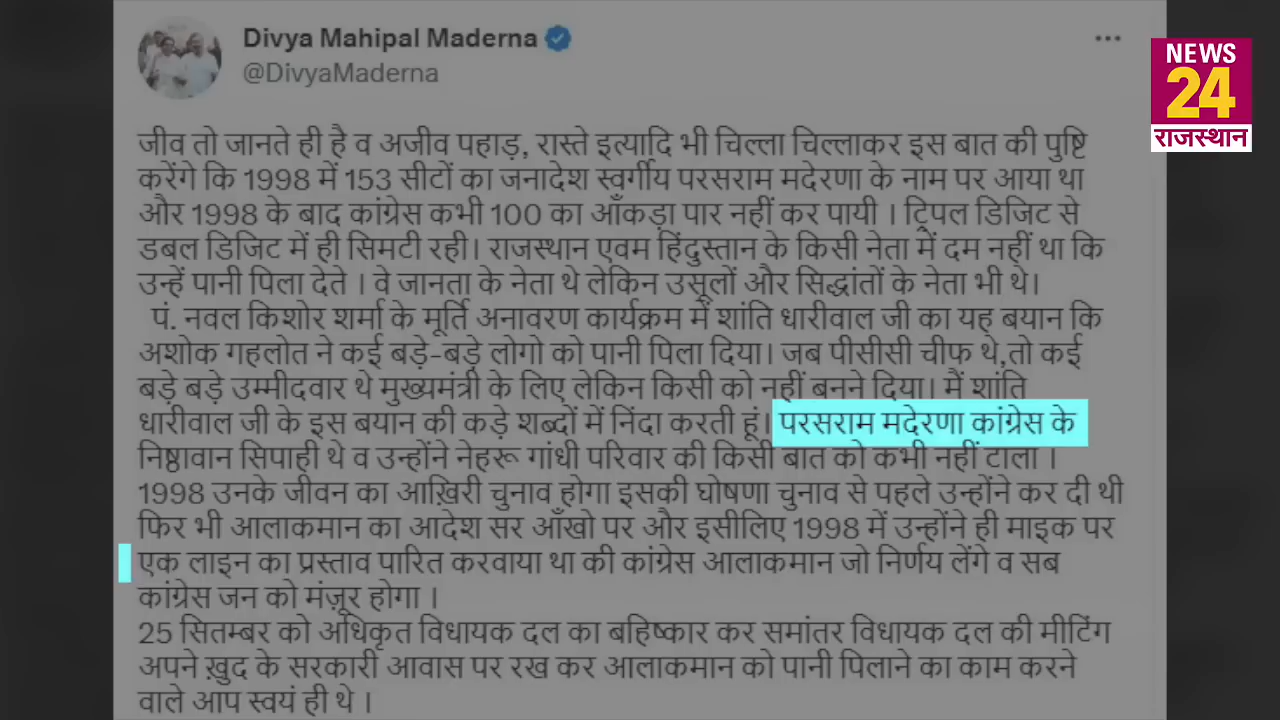 Divya Mahipal Maderna
@DivyaMaderna
NEWS
24
राजस्थान
जीव तो जानते ही है व अजीव पहाड़, रास्ते इत्यादि भी चिल्ला चिल्लाकर इस बात की पुष्टि
करेंगे कि 1998 में 153 सीटों का जनादेश स्वर्गीय परसराम मदेरणा के नाम पर आया था
और 1998 के बाद कांग्रेस कभी 100 का आँकड़ा पार नहीं कर पायी । ट्रिपल डिजिट से
डबल डिजिट में ही सिमटी रही। राजस्थान एवम हिंदुस्तान के किसी नेता में दम नहीं था कि
उन्हें पानी पिला देते । वे जानता के नेता थे लेकिन उसूलों और सिद्धांतों के नेता भी थे।
पं. नवल किशोर शर्मा के मूर्ति अनावरण कार्यक्रम में शांति धारीवाल जी का यह बयान कि
अशोक गहलोत ने कई बड़े-बड़े लोगो को पानी पिला दिया। जब पीसीसी चीफ थे,तो कई
बड़े बड़े उम्मीदवार थे मुख्यमंत्री के लिए लेकिन किसी को नहीं बनने दिया। मैं शांति
धारीवाल जी के इस बयान की कड़े शब्दों में निंदा करती हूं। परसराम मदेरणा कांग्रेस के
निष्ठावान सिपाही थे व उन्होंने नेहरू गांधी परिवार की किसी बात को कभी नहीं टाला ।
1998 उनके जीवन का आख़िरी चुनाव होगा इसकी घोषणा चुनाव से पहले उन्होंने कर दी थी
फिर भी आलाकमान का आदेश सर आँखो पर और इसीलिए 1998 में उन्होंने ही माइक पर
एक लाइन का प्रस्ताव पारित करवाया था की कांग्रेस आलाकमान जो निर्णय लेंगे व सब
कांग्रेस जन को मंज़ूर होगा ।
25 सितम्बर को अधिकृत विधायक दल का बहिष्कार कर समांतर विधायक दल की मीटिंग
अपने ख़ुद के सरकारी आवास पर रख कर आलाकमान को पानी पिलाने का काम करने
वाले आप स्वयं ही थे ।